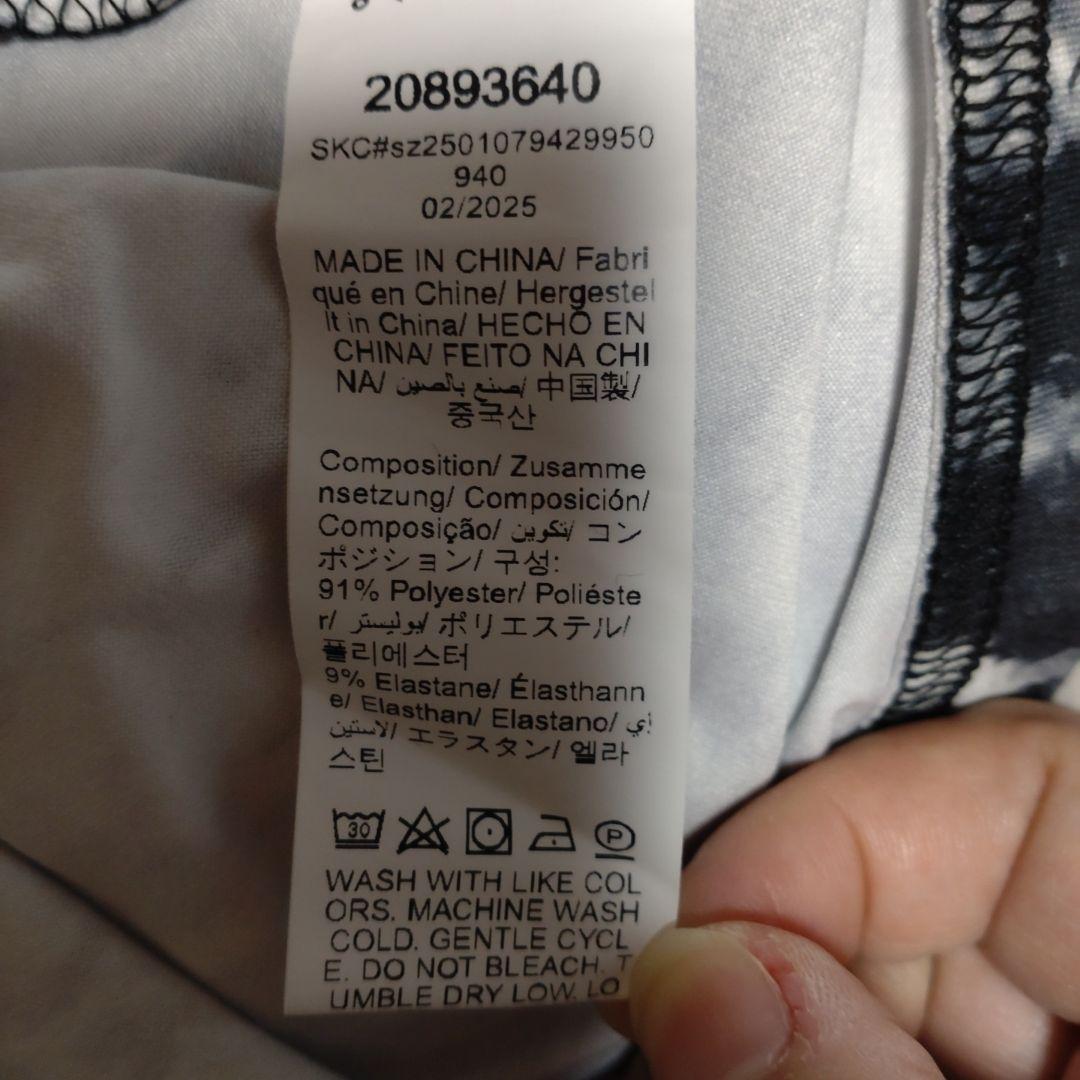 20893640
SKC#sz2501079429950
940
02/2025
MADE IN CHINA/ Fabri
qué en Chine/ Hergestel
lt in China/ HECHO EN
CHINA/ FEITO NA CHI
NA/ صنع بالصين/ 中国製/
중국산
Composition/ Zusamme
nsetzung/ Composición/
Composição/ تكوين/ コン
ポジション/ 구성:
91% Polyester/ Poliéste
r/ بوليستر/ ポリエステル/
폴리에스터
9% Elastane/ Élasthann
e/ Elasthan/ Elastano/ إي
لاستين/ エラスタン/ 엘라
스틴
30
P
WASH WITH LIKE COL
ORS. MACHINE WASH
COLD. GENTLE CYCL
E. DO NOT BLEACH. T
UMBLE DRY LOW. LO